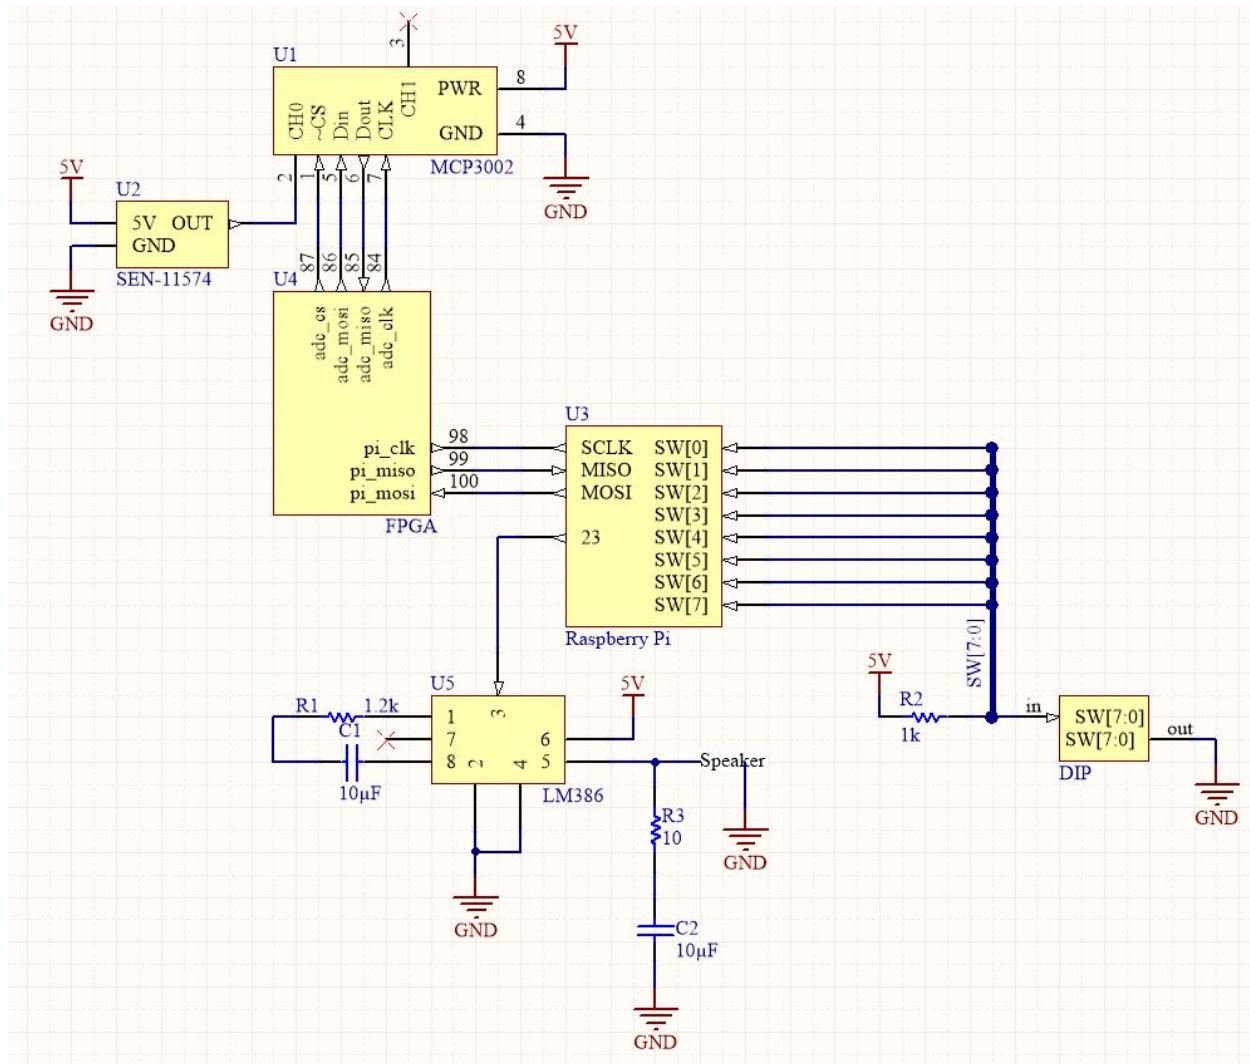 3
5V
U1
CH0
~CS
Din
Dout
CLK
CH1
PWR
8
GND
4
MCP3002
GND
2
1
5
6
7
5V
U2
5V OUT
GND
SEN-11574
GND
87
86
85
84
U4
adc_cs
adc_mosi
adc_miso
adc_clk
pi_clk
98
pi_miso
99
pi_mosi
100
FPGA
U3
SCLK SW[0]
MISO SW[1]
MOSI SW[2]
SW[3]
23 SW[4]
SW[5]
SW[6]
SW[7]
Raspberry Pi
SW[7:0]
5V
R2
1k
in
SW[7:0]
SW[7:0]
out
DIP
GND
U5
5V
R1 1.2k
1
3
C1
7
6
8
2
4
5
10µF
LM386
Speaker
R3
10
GND
GND
C2
10µF
GND